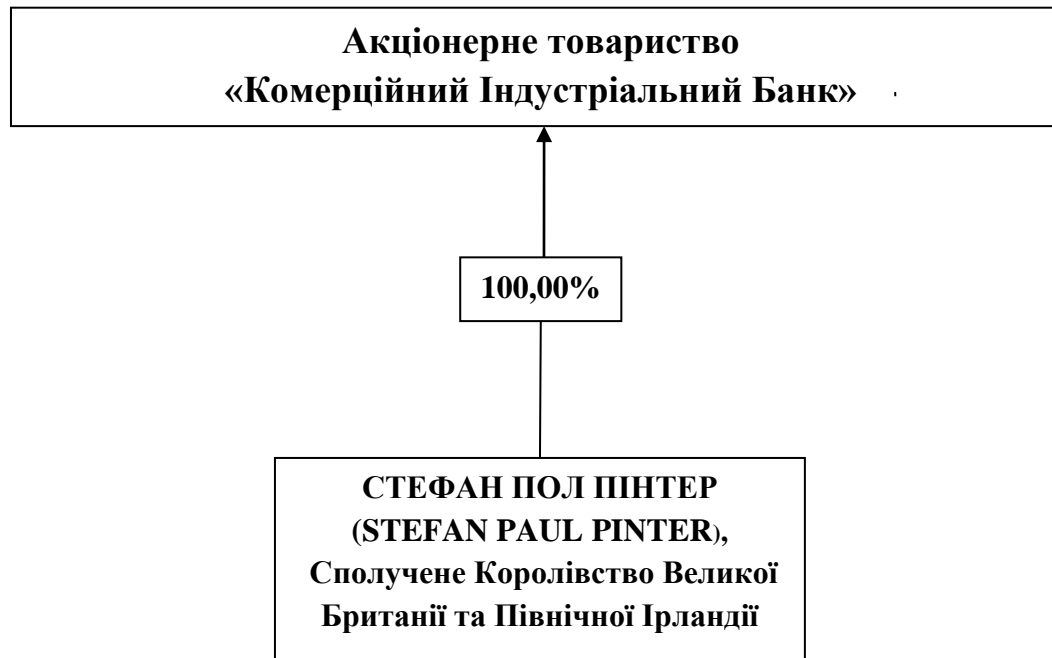 Акціонерне товариство
«Комерційний Індустріальний Банк»
100,00%
СТЕФАН ПОЛ ПІНТЕР
(STEFAN PAUL PINTER),
Сполучене Королівство Великої
Британії та Північної Ірландії